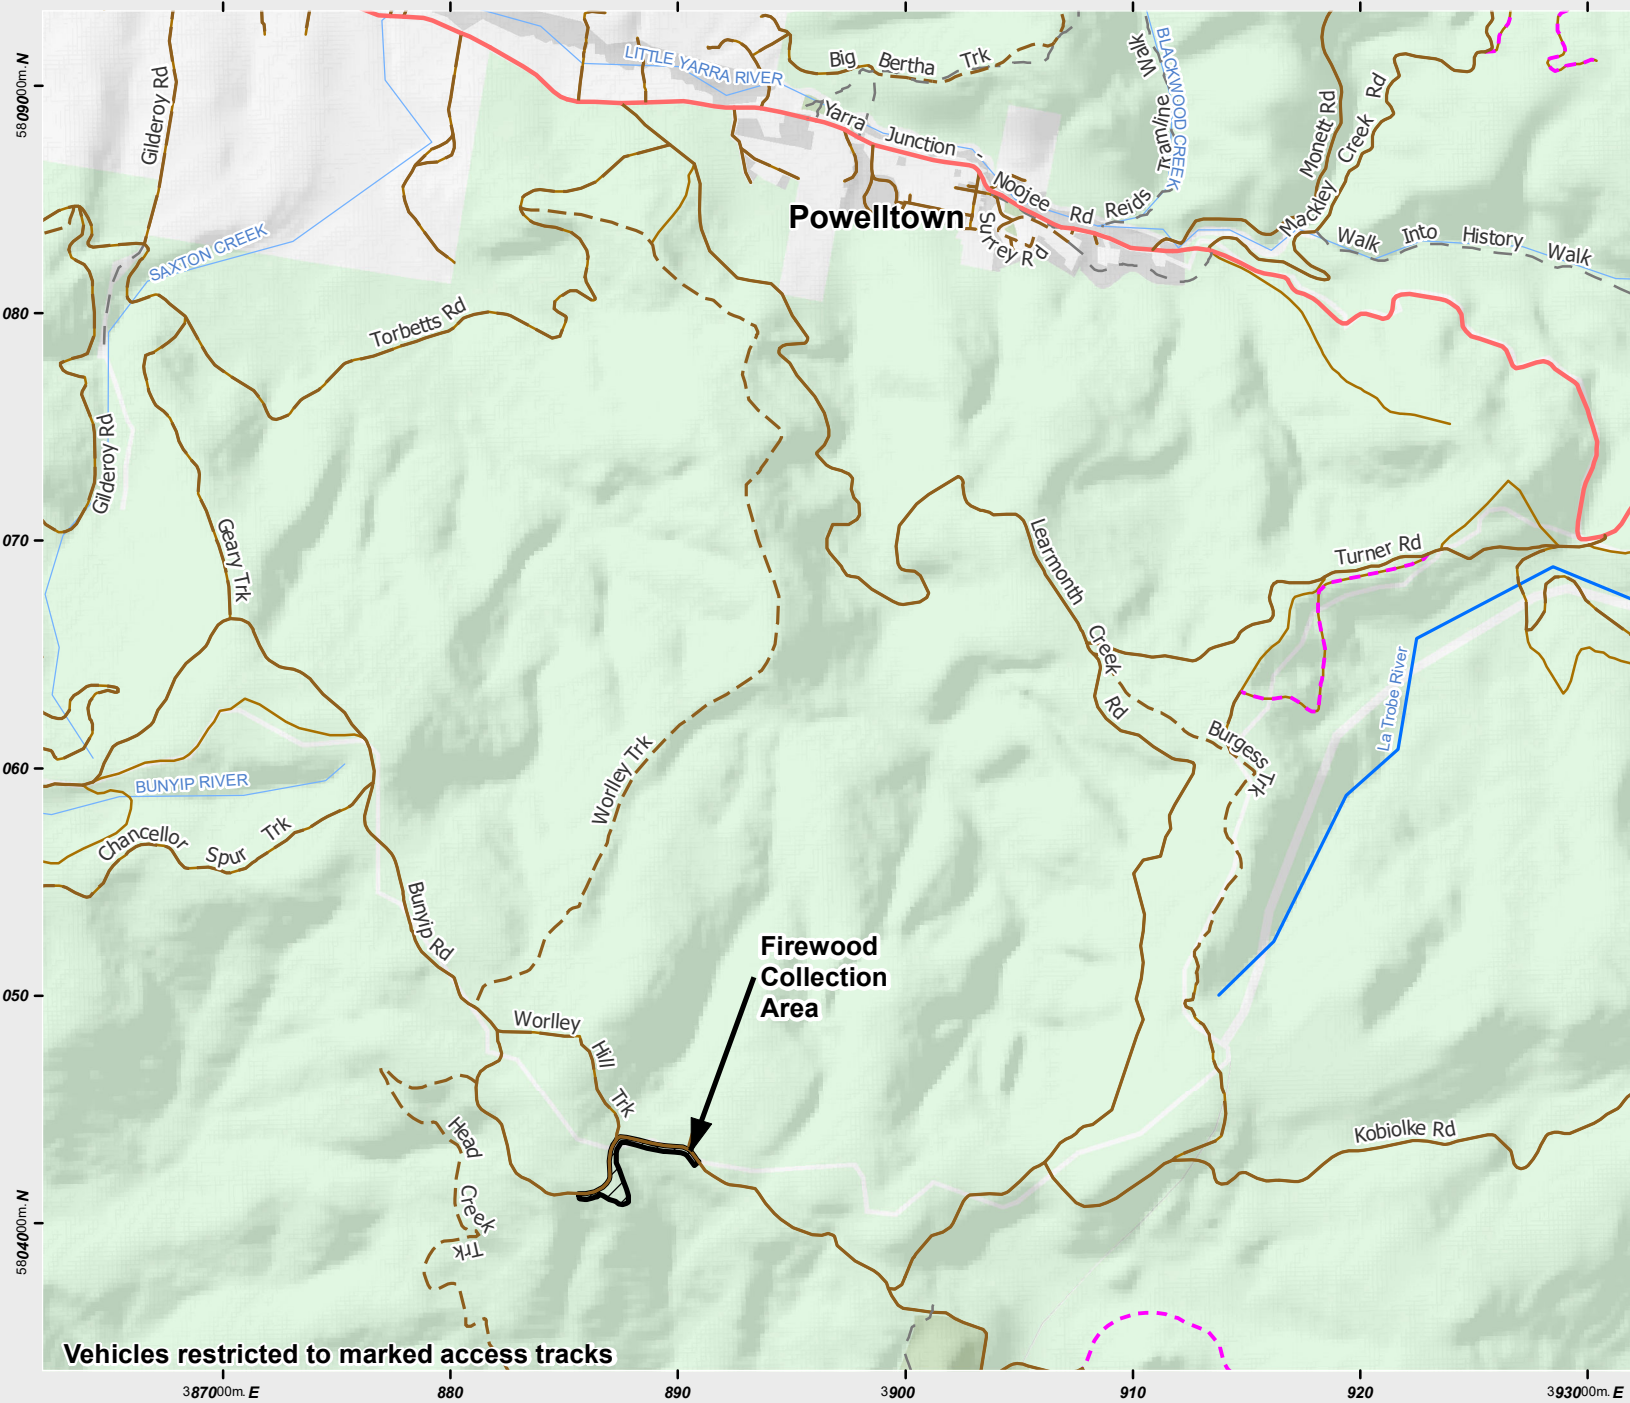 LITTLE YARRA RIVER
Big Bertha Trk
Walk
BLACKWOOD CREEK
Gilderoy Rd
5809000m. N
Yarra Junction - Noojee Rd
Reids
Tramline
Monett Rd
Mackley Creek Rd
Powelltown
Surrey Rd
Walk Into History Walk
SAXTON CREEK
080
Torbetts Rd
Gilderoy Rd
070
Geary Trk
Learmonth Creek Rd
Turner Rd
La Trobe River
Burgess Trk
060
BUNYIP RIVER
Worlley Trk
Chancellor Spur Trk
Bunyip Rd
Firewood
Collection
Area
050
Worlley Hill Trk
Head Creek Trk
Kobiolke Rd
5804000m. N
Vehicles restricted to marked access tracks
387000m. E
880
890
3900
910
920
393000m. E